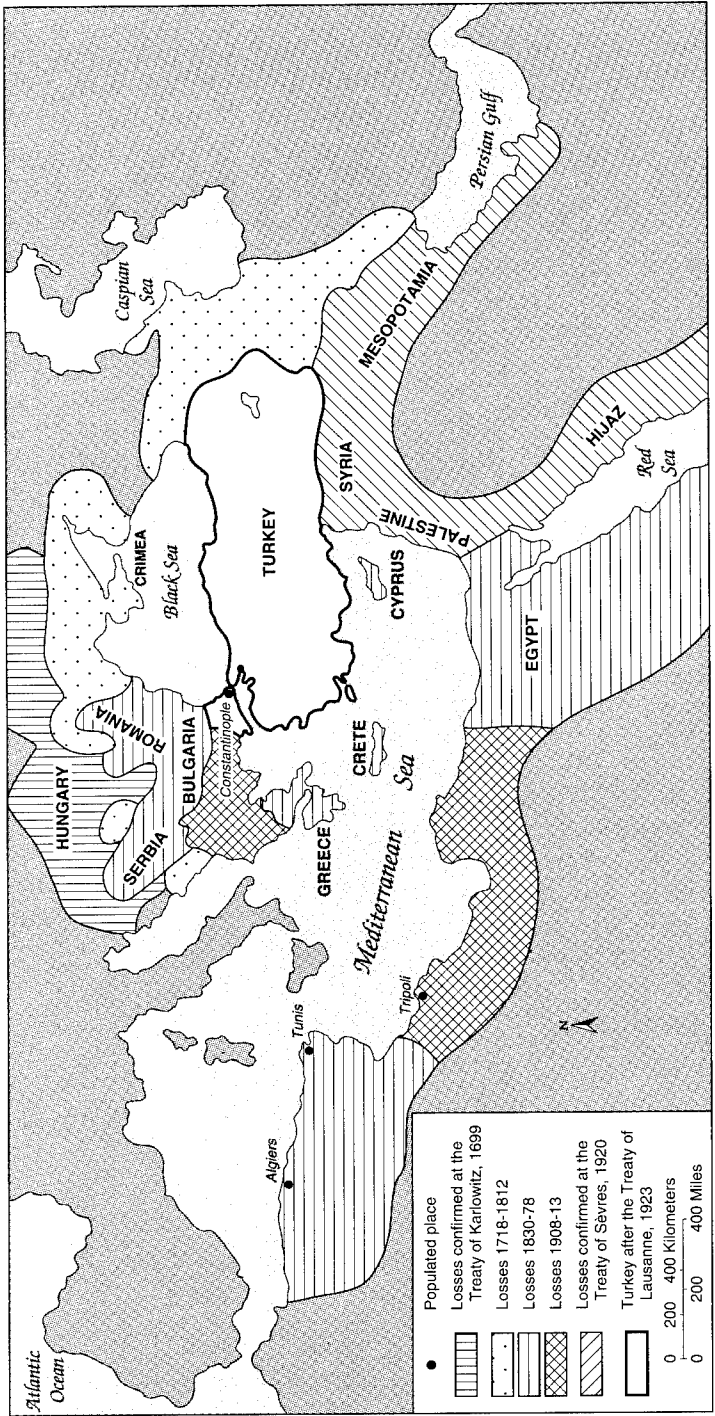 Atlantic
Ocean
Caspian
Sea
HUNGARY
CRIMEA
ROMANIA
Black Sea
SERBIA
BULGARIA
Constantinople
TURKEY
GREECE
CRETE
CYPRUS
SYRIA
MESOPOTAMIA
Persian Gulf
Mediterranean
Sea
PALESTINE
Algiers
Tunis
Tripoli
EGYPT
HIJAZ
Red
Sea
N
Populated place
Losses confirmed at the
Treaty of Karlowitz, 1699
Losses 1718-1812
Losses 1830-78
Losses 1908-13
Losses confirmed at the
Treaty of Sèvres, 1920
Turkey after the Treaty of
Lausanne, 1923
0 200 400 Kilometers
0 200 400 Miles